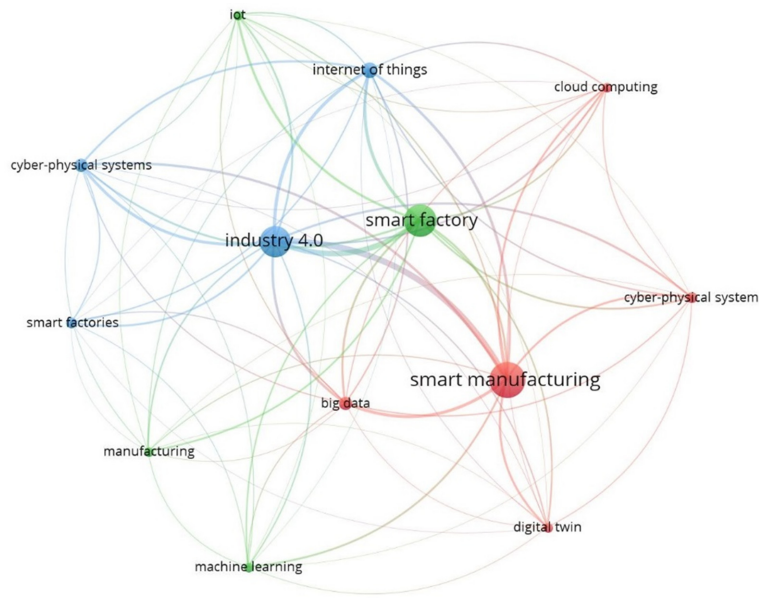 iot
internet of things
cloud computing
cyber-physical systems
smart factory
industry 4.0
cyber-physical system
smart factories
smart manufacturing
big data
manufacturing
digital twin
machine learning